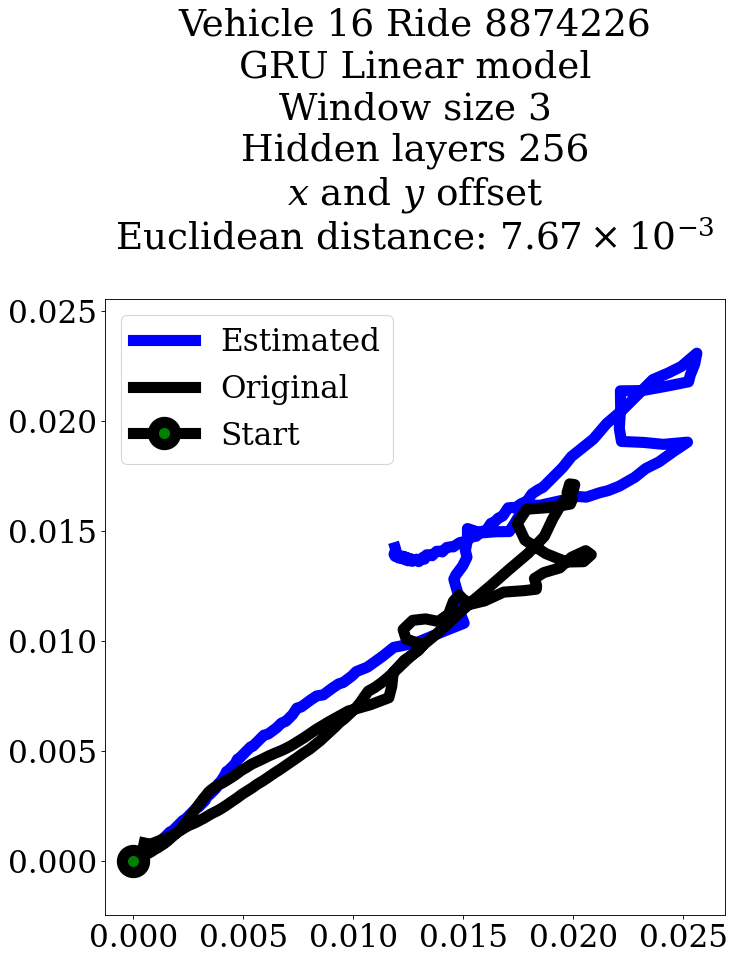 Vehicle 16 Ride 8874226
GRU Linear model
Window size 3
Hidden layers 256
x and y offset
Euclidean distance: 7.67 × 10⁻³
0.025
0.020
0.015
0.010
0.005
0.000
Estimated
Original
Start
0.000 0.005 0.010 0.015 0.020 0.025